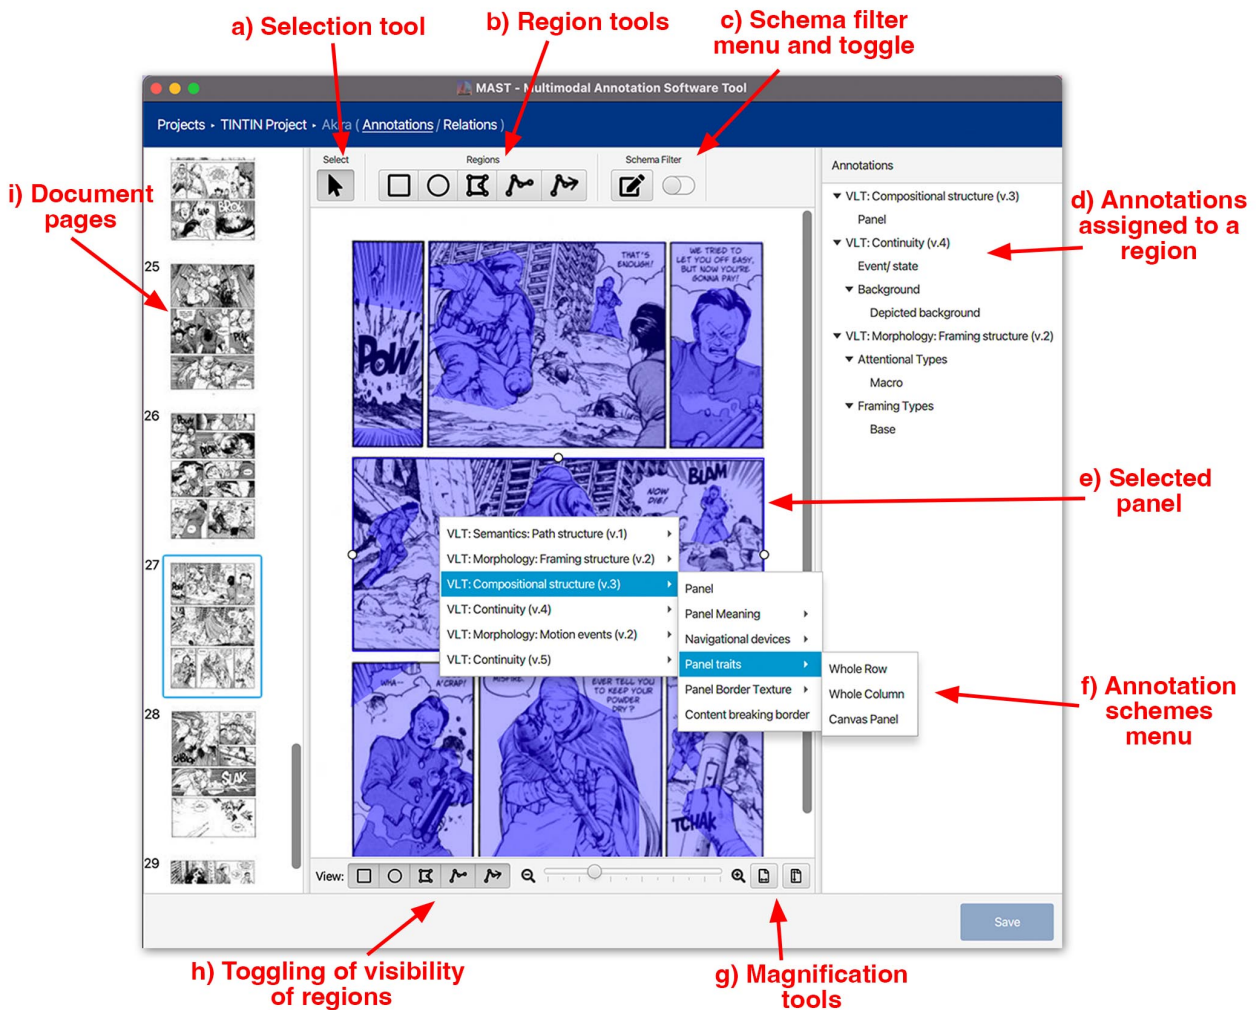 a) Selection tool
b) Region tools
c) Schema filter
menu and toggle
MAST - Multimodal Annotation Software Tool
Projects ▸ TINTIN Project ▸ Akira ( Annotations / Relations )
Select
Regions
Schema Filter
Annotations
i) Document
pages
25
26
27
28
29
THAT'S
ENOUGH!
WE TRIED TO
LET YOU OFF EASY,
BUT NOW YOU'RE
GONNA PAY!
POW
▼ VLT: Compositional structure (v.3)
Panel
▼ VLT: Continuity (v.4)
Event/ state
▼ Background
Depicted background
▼ VLT: Morphology: Framing structure (v.2)
▼ Attentional Types
Macro
▼ Framing Types
Base
d) Annotations
assigned to a
region
BLAM
NOW
DIE!
e) Selected
panel
VLT: Semantics: Path structure (v.1)
VLT: Morphology: Framing structure (v.2)
VLT: Compositional structure (v.3)
VLT: Continuity (v.4)
VLT: Morphology: Motion events (v.2)
VLT: Continuity (v.5)
Panel
Panel Meaning
Navigational devices
Panel traits
Panel Border Texture
Content breaking border
Whole Row
Whole Column
Canvas Panel
f) Annotation
schemes
menu
WHA--
A'CRAP!
MISFIRE.
EVER TELL YOU
TO KEEP YOUR
POWDER
DRY?
TCHAK
SLAK
View:
Save
h) Toggling of visibility
of regions
g) Magnification
tools